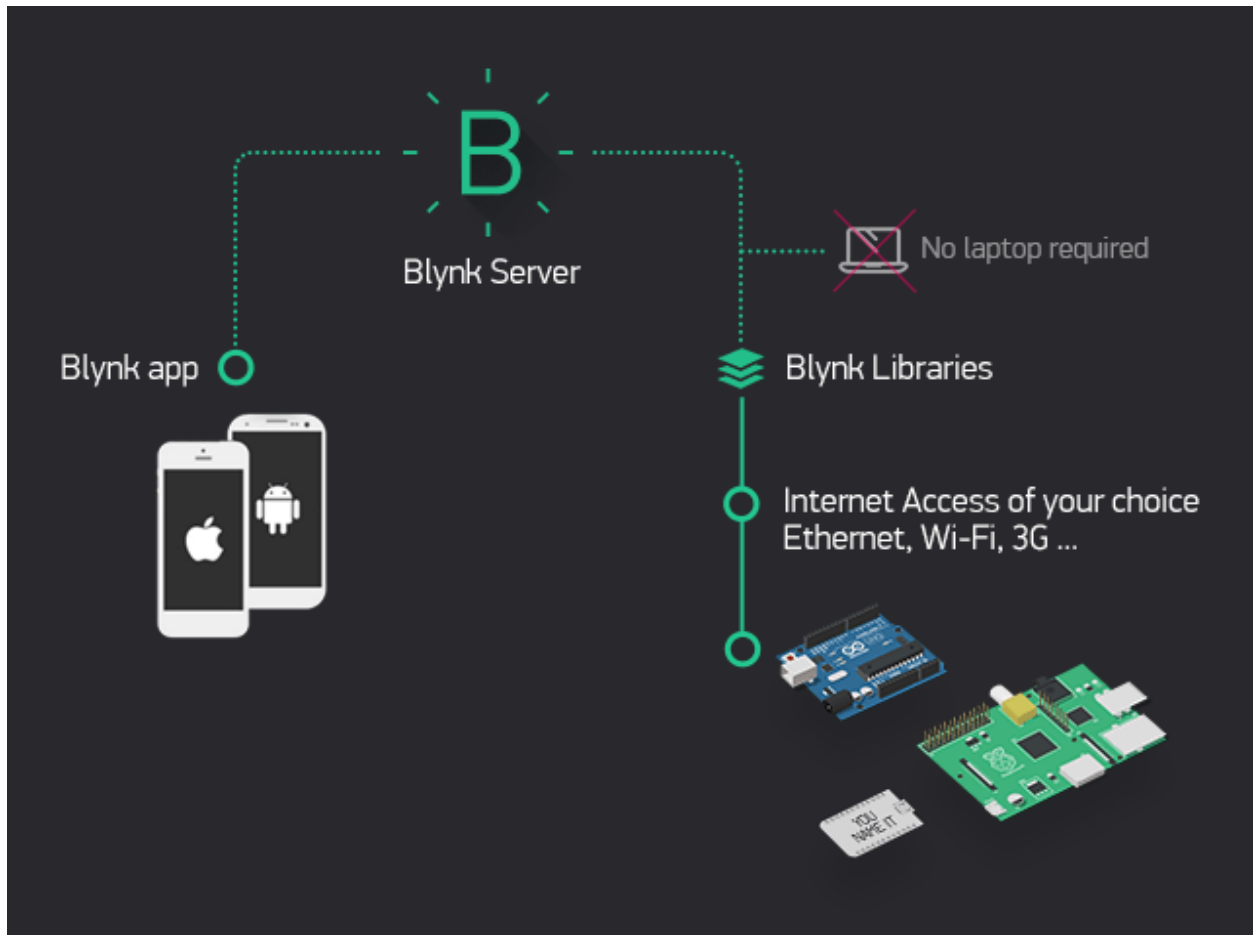 B
Blynk Server
No laptop required
Blynk app
Blynk Libraries
Internet Access of your choice
Ethernet, Wi-Fi, 3G ...
YOU
NAME IT